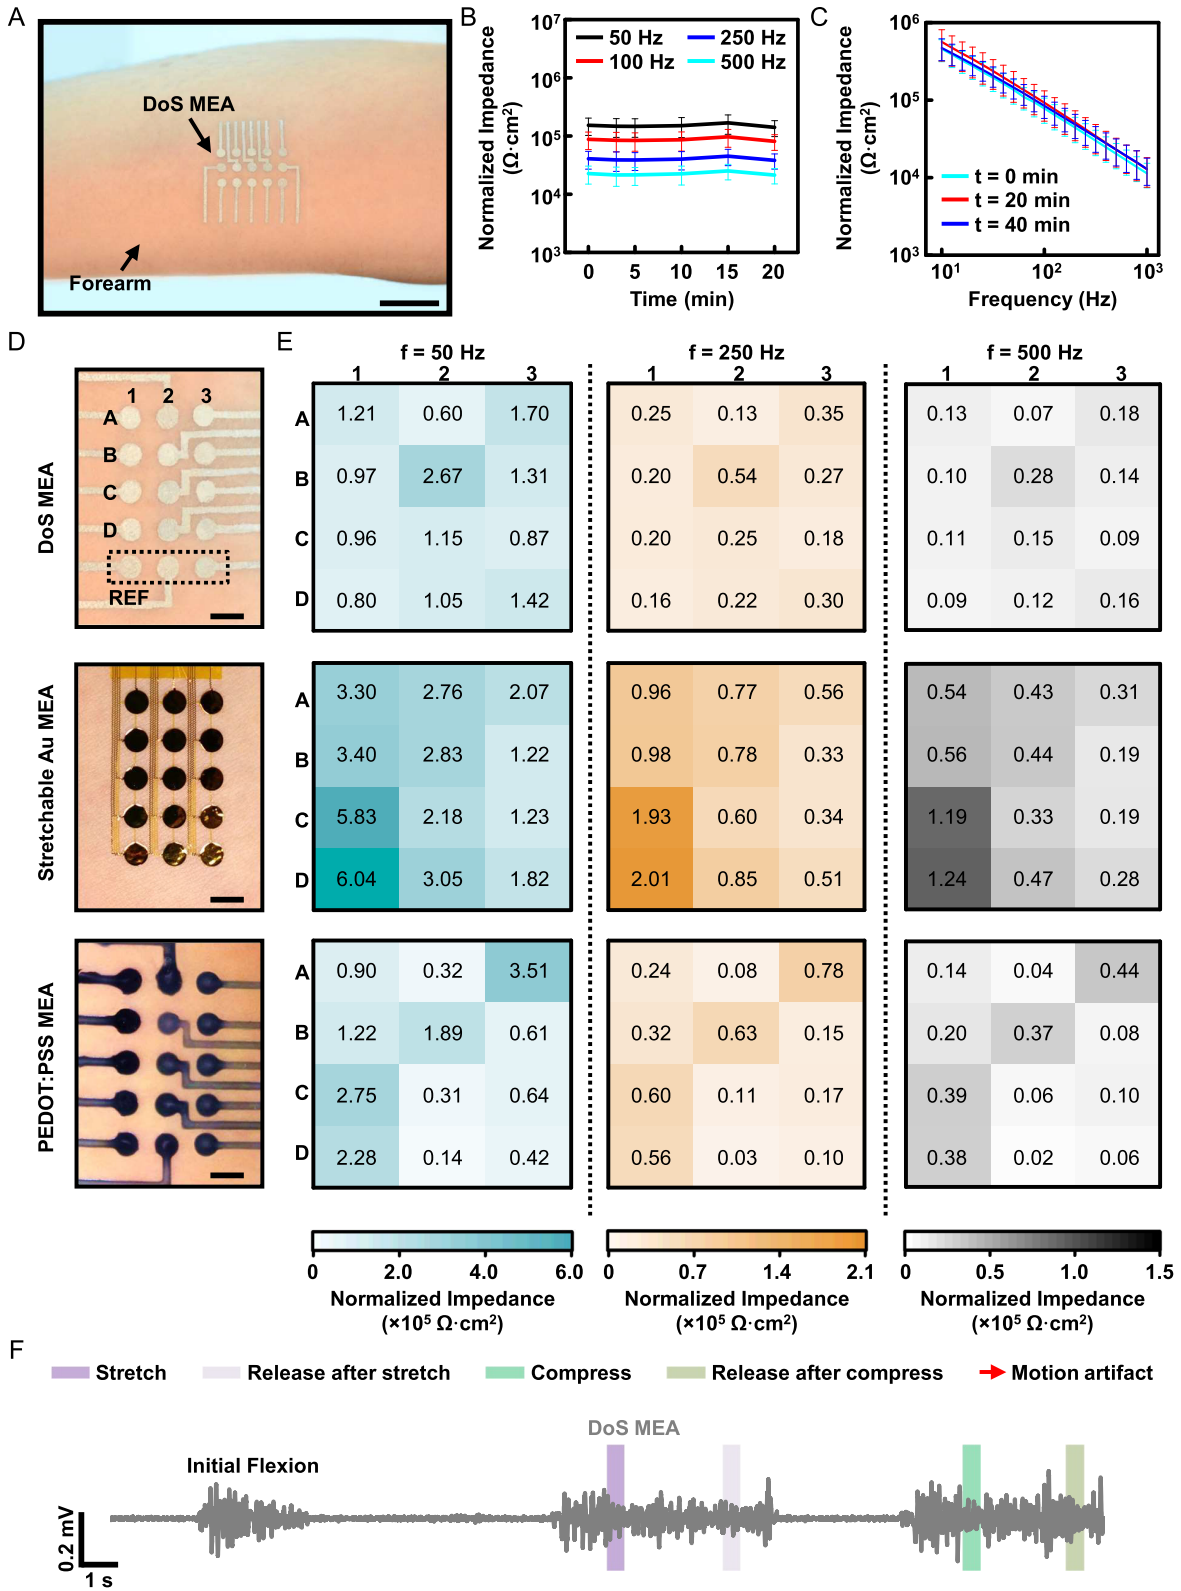 A
DoS MEA
Forearm
B
Normalized Impedance
(Ω·cm²)
10⁷
10⁶
10⁵
10⁴
10³
50 Hz
250 Hz
100 Hz
500 Hz
0 5 10 15 20
Time (min)
C
Normalized Impedance
(Ω·cm²)
10⁶
10⁵
10⁴
10³
t = 0 min
t = 20 min
t = 40 min
10¹ 10² 10³
Frequency (Hz)
D
DoS MEA
1 2 3
A
B
C
D
REF
Stretchable Au MEA
PEDOT:PSS MEA
E
f = 50 Hz
f = 250 Hz
f = 500 Hz
1 2 3 1 2 3 1 2 3
A 1.21 0.60 1.70 0.25 0.13 0.35 0.13 0.07 0.18
B 0.97 2.67 1.31 0.20 0.54 0.27 0.10 0.28 0.14
C 0.96 1.15 0.87 0.20 0.25 0.18 0.11 0.15 0.09
D 0.80 1.05 1.42 0.16 0.22 0.30 0.09 0.12 0.16
A 3.30 2.76 2.07 0.96 0.77 0.56 0.54 0.43 0.31
B 3.40 2.83 1.22 0.98 0.78 0.33 0.56 0.44 0.19
C 5.83 2.18 1.23 1.93 0.60 0.34 1.19 0.33 0.19
D 6.04 3.05 1.82 2.01 0.85 0.51 1.24 0.47 0.28
A 0.90 0.32 3.51 0.24 0.08 0.78 0.14 0.04 0.44
B 1.22 1.89 0.61 0.32 0.63 0.15 0.20 0.37 0.08
C 2.75 0.31 0.64 0.60 0.11 0.17 0.39 0.06 0.10
D 2.28 0.14 0.42 0.56 0.03 0.10 0.38 0.02 0.06
0 2.0 4.0 6.0
Normalized Impedance
(×10⁵ Ω·cm²)
0 0.7 1.4 2.1
Normalized Impedance
(×10⁵ Ω·cm²)
0 0.5 1.0 1.5
Normalized Impedance
(×10⁵ Ω·cm²)
F
Stretch
Release after stretch
Compress
Release after compress
Motion artifact
DoS MEA
Initial Flexion
0.2 mV
1 s